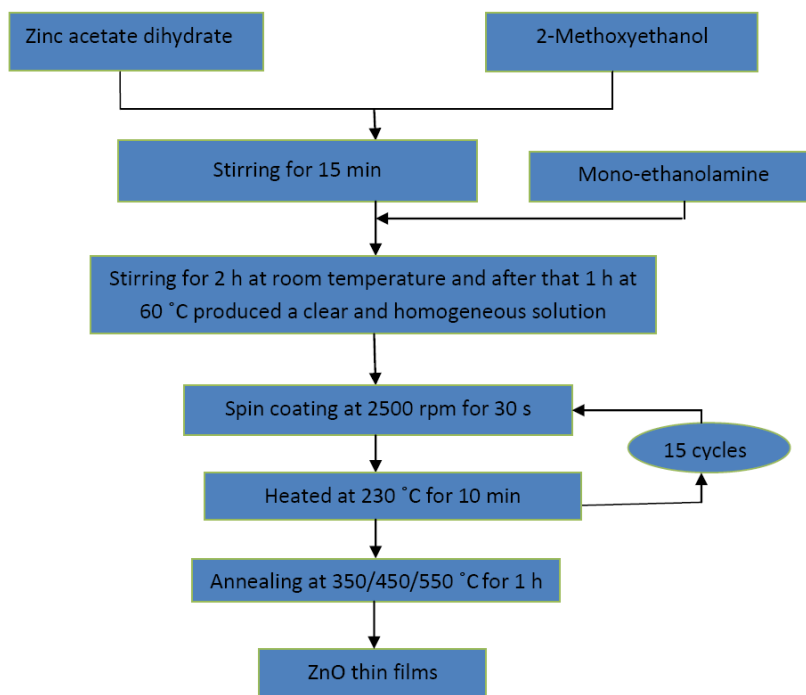 Zinc acetate dihydrate
2-Methoxyethanol
Stirring for 15 min
Mono-ethanolamine
Stirring for 2 h at room temperature and after that 1 h at
60 ˚C produced a clear and homogeneous solution
Spin coating at 2500 rpm for 30 s
15 cycles
Heated at 230 ˚C for 10 min
Annealing at 350/450/550 ˚C for 1 h
ZnO thin films